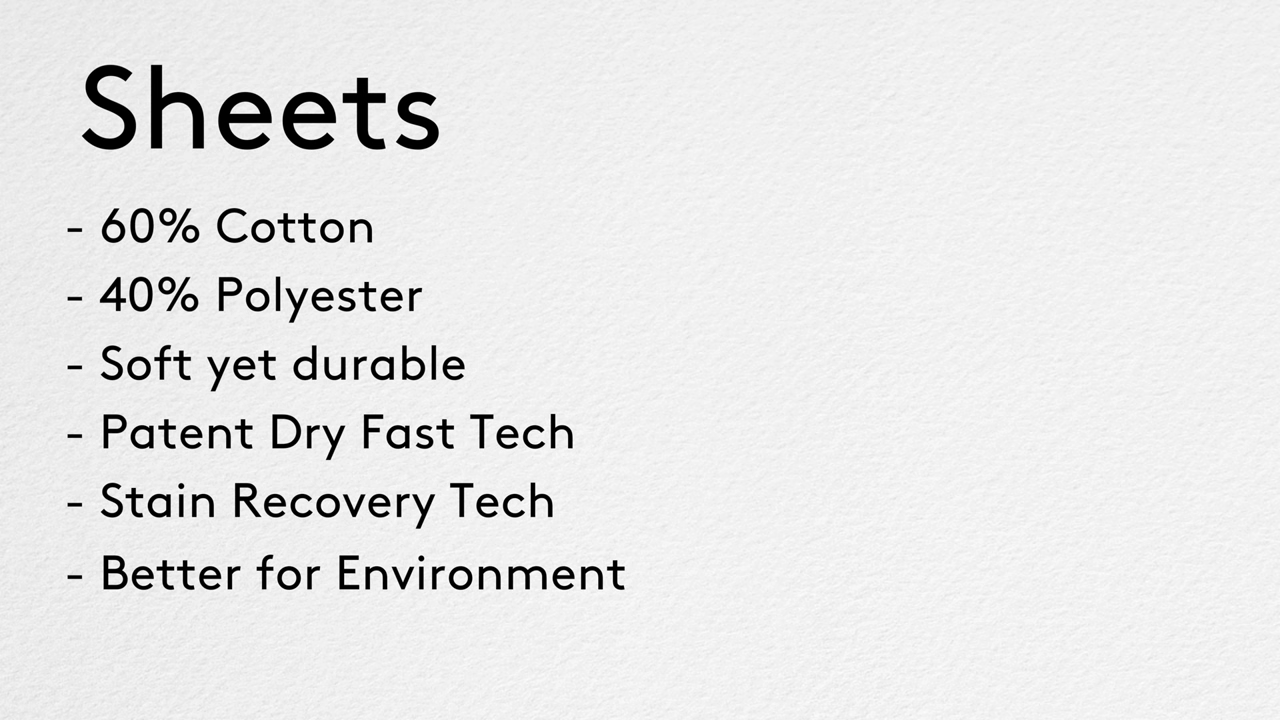 Sheets
- 60% Cotton
- 40% Polyester
- Soft yet durable
- Patent Dry Fast Tech
- Stain Recovery Tech
- Better for Environment